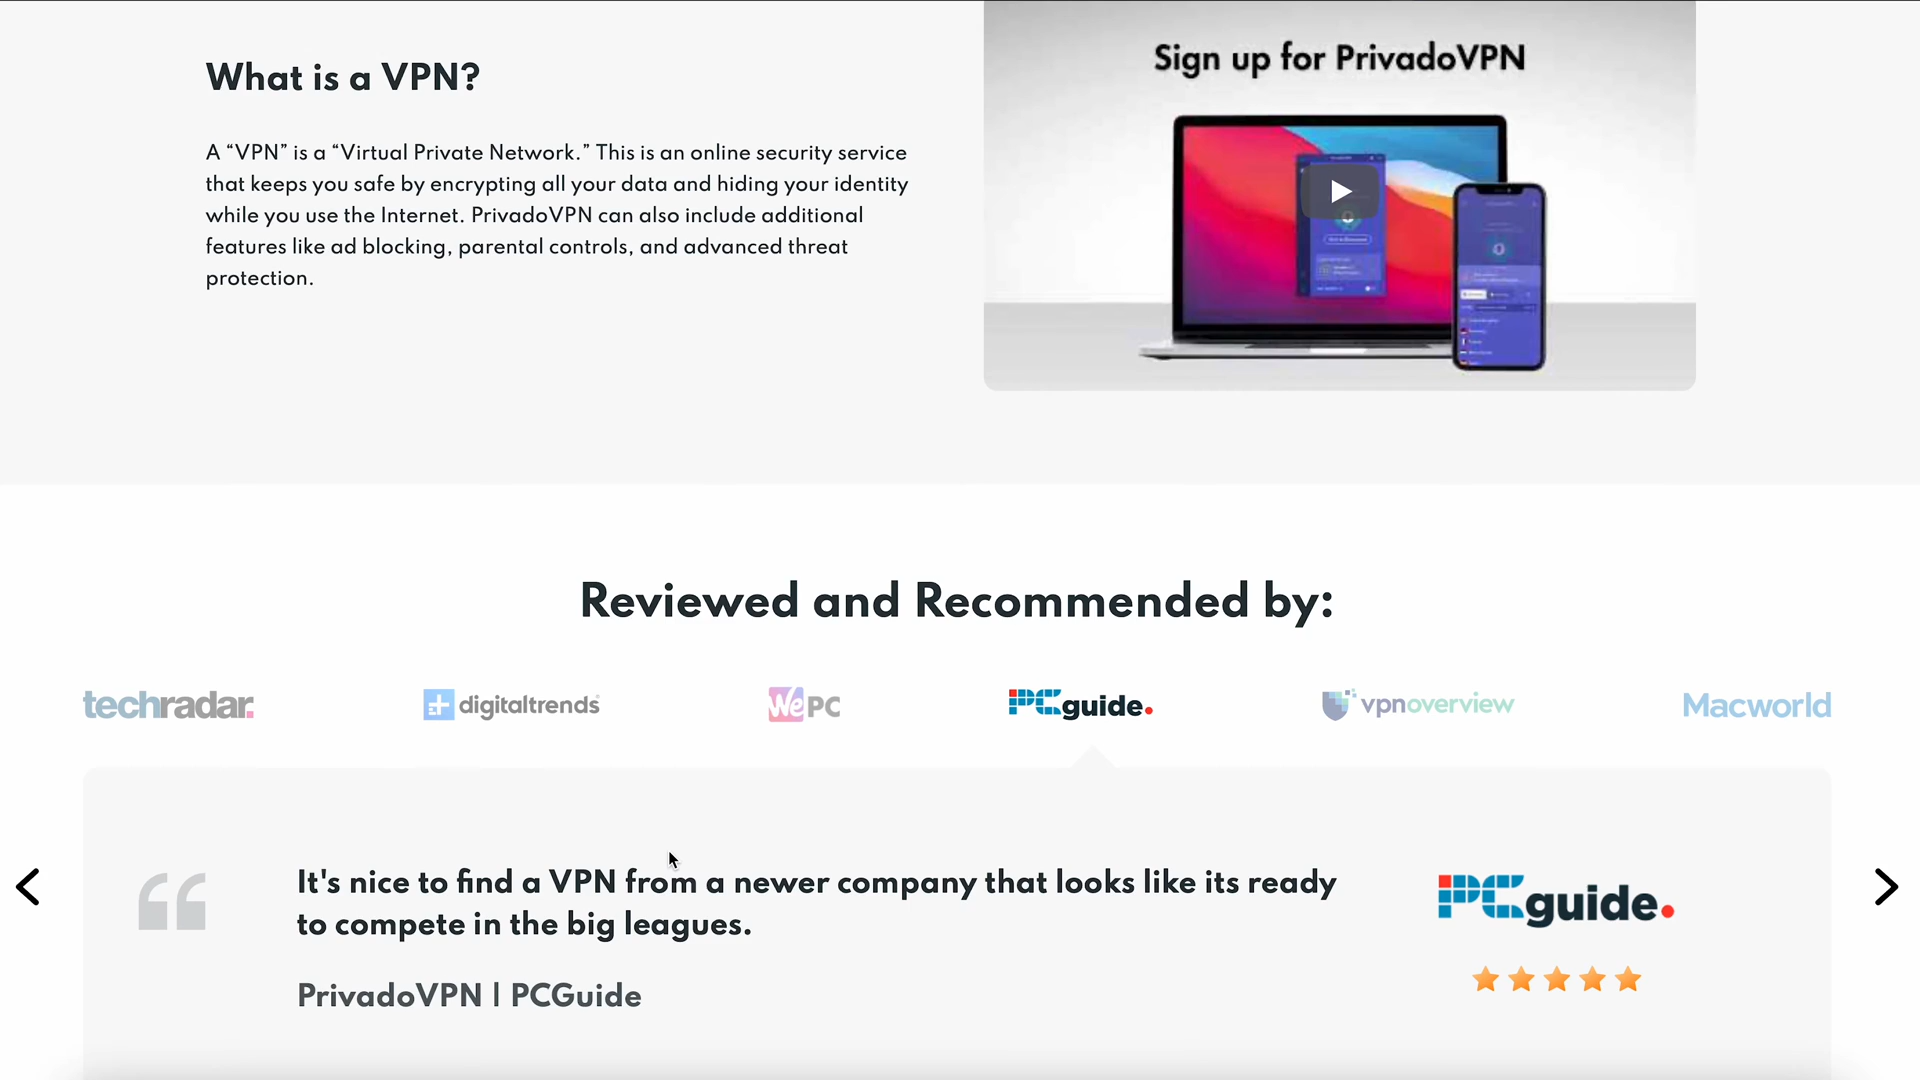 What is a VPN?
A “VPN” is a “Virtual Private Network.” This is an online security service
that keeps you safe by encrypting all your data and hiding your identity
while you use the Internet. PrivadoVPN can also include additional
features like ad blocking, parental controls, and advanced threat
protection.
Sign up for PrivadoVPN
Reviewed and Recommended by:
techradar.
digitaltrends
WePC
PCguide.
vpnoverview
Macworld
It's nice to find a VPN from a newer company that looks like its ready
to compete in the big leagues.
PCguide.
PrivadoVPN | PCGuide